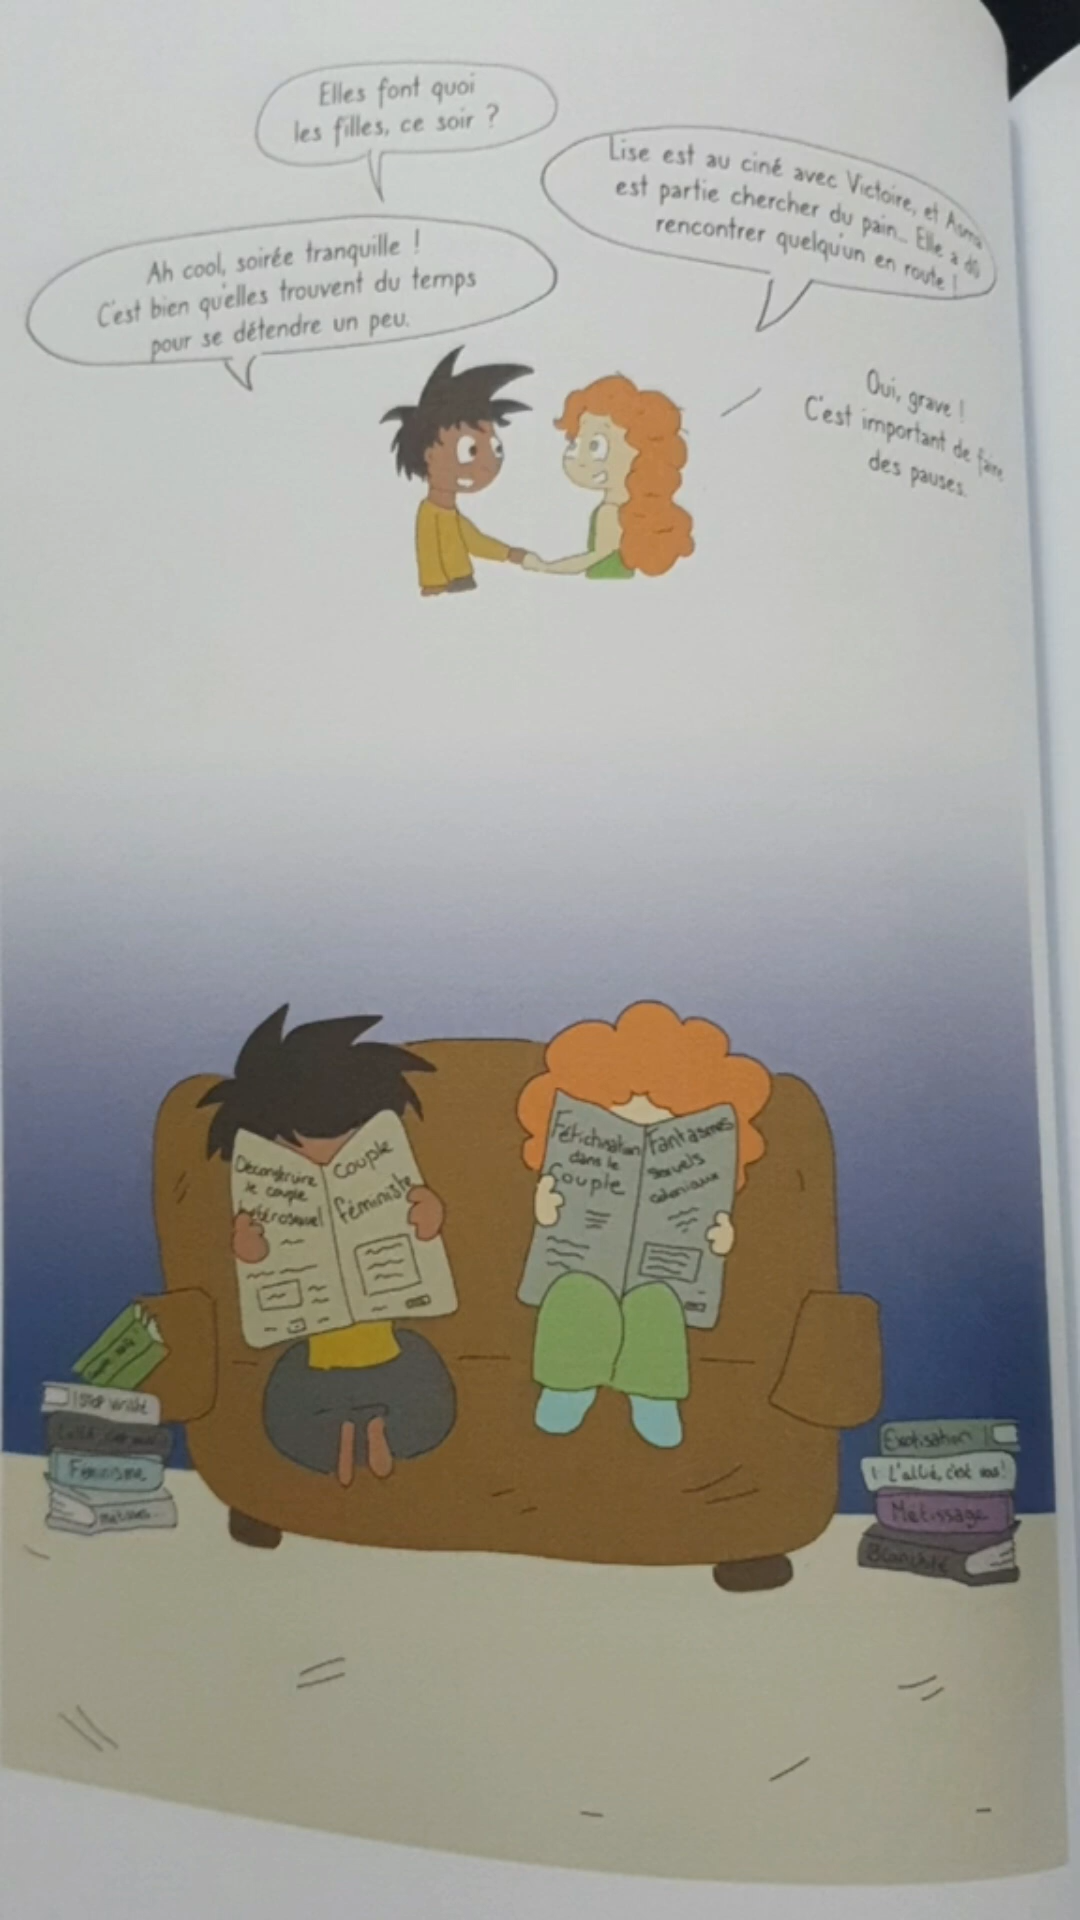 Elles font quoi
les filles, ce soir ?
Lise est au ciné avec Victoire, et Asma
est partie chercher du pain... Elle a dû
rencontrer quelqu'un en route !
Ah cool, soirée tranquille !
C'est bien qu'elles trouvent du temps
pour se détendre un peu.
Oui, grave !
C'est important de faire
des pauses.
Déconstruire
le couple
hétérosexuel
Couple
féministe
Fétichisation
dans le
Couple
Fantasmes
sexuels
coloniaux
Féminisme
Exotisation
L'allié, c'est vous!
Métissage
Blanchité